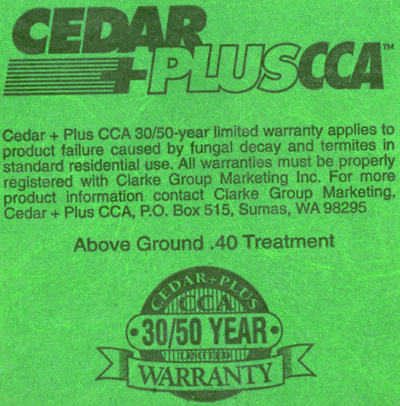 CEDAR
+PLUSCCA™
Cedar + Plus CCA 30/50-year limited warranty applies to
product failure caused by fungal decay and termites in
standard residential use. All warranties must be properly
registered with Clarke Group Marketing Inc. For more
product information contact Clarke Group Marketing,
Cedar + Plus CCA, P.O. Box 515, Sumas, WA 98295
Above Ground .40 Treatment
CEDAR+PLUS
CCA
•30/50 YEAR•
LIMITED
WARRANTY